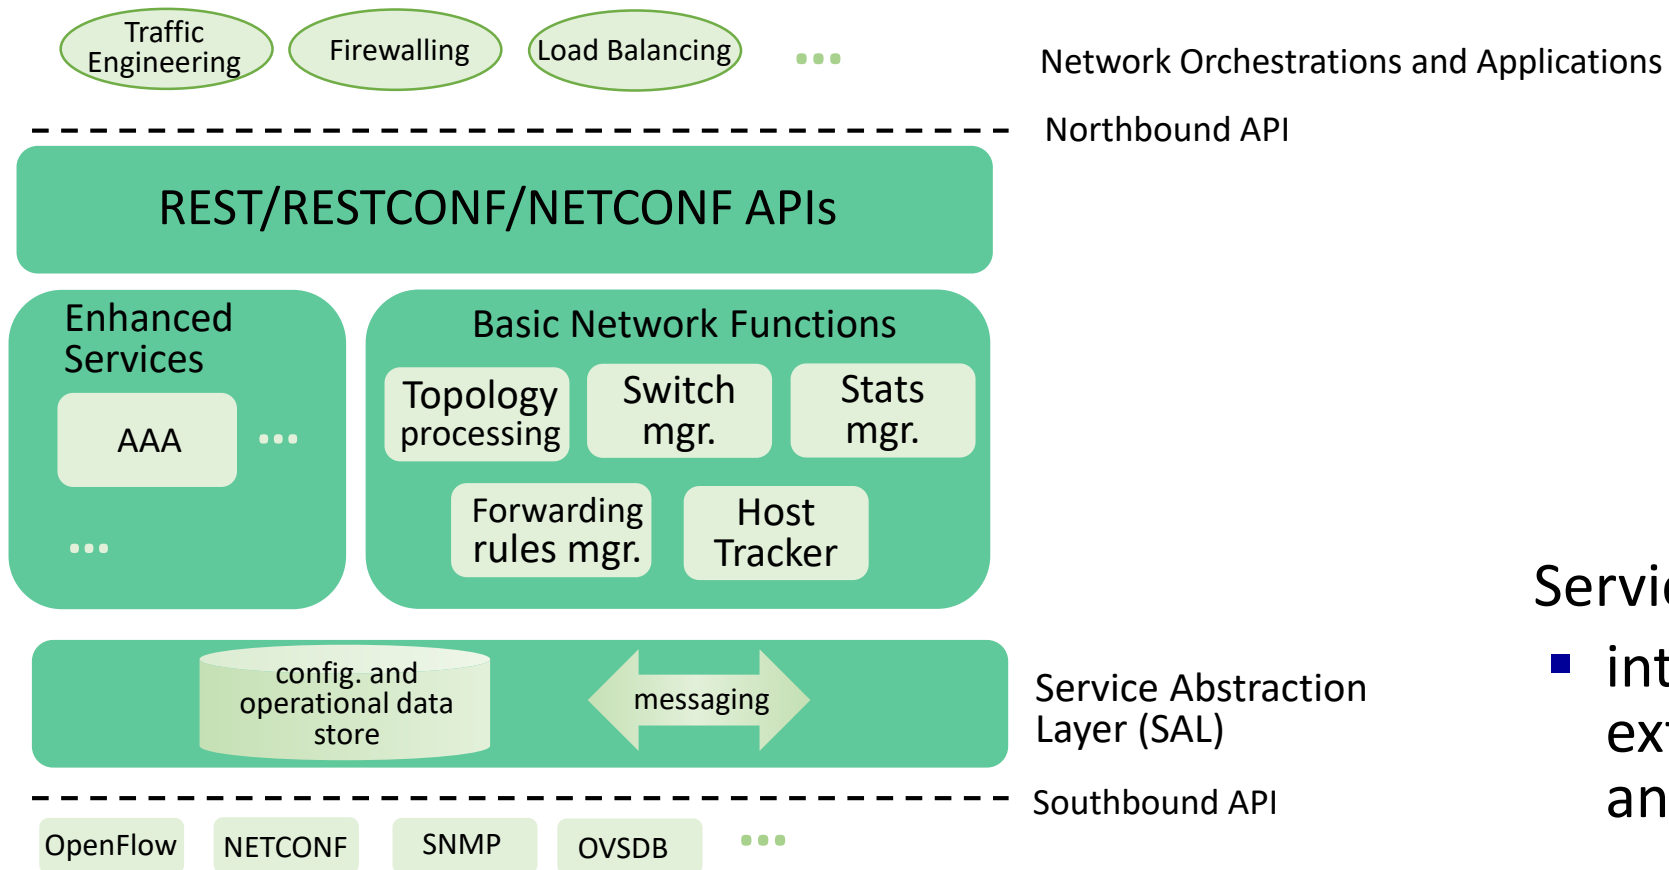 Traffic
Engineering
Firewalling
Load Balancing
...
Network Orchestrations and Applications
Northbound API
REST/RESTCONF/NETCONF APIs
Enhanced
Services
AAA
...
...
Basic Network Functions
Topology
processing
Switch
mgr.
Stats
mgr.
Forwarding
rules mgr.
Host
Tracker
config. and
operational data
store
messaging
Service Abstraction
Layer (SAL)
Southbound API
OpenFlow
NETCONF
SNMP
OVSDB
...